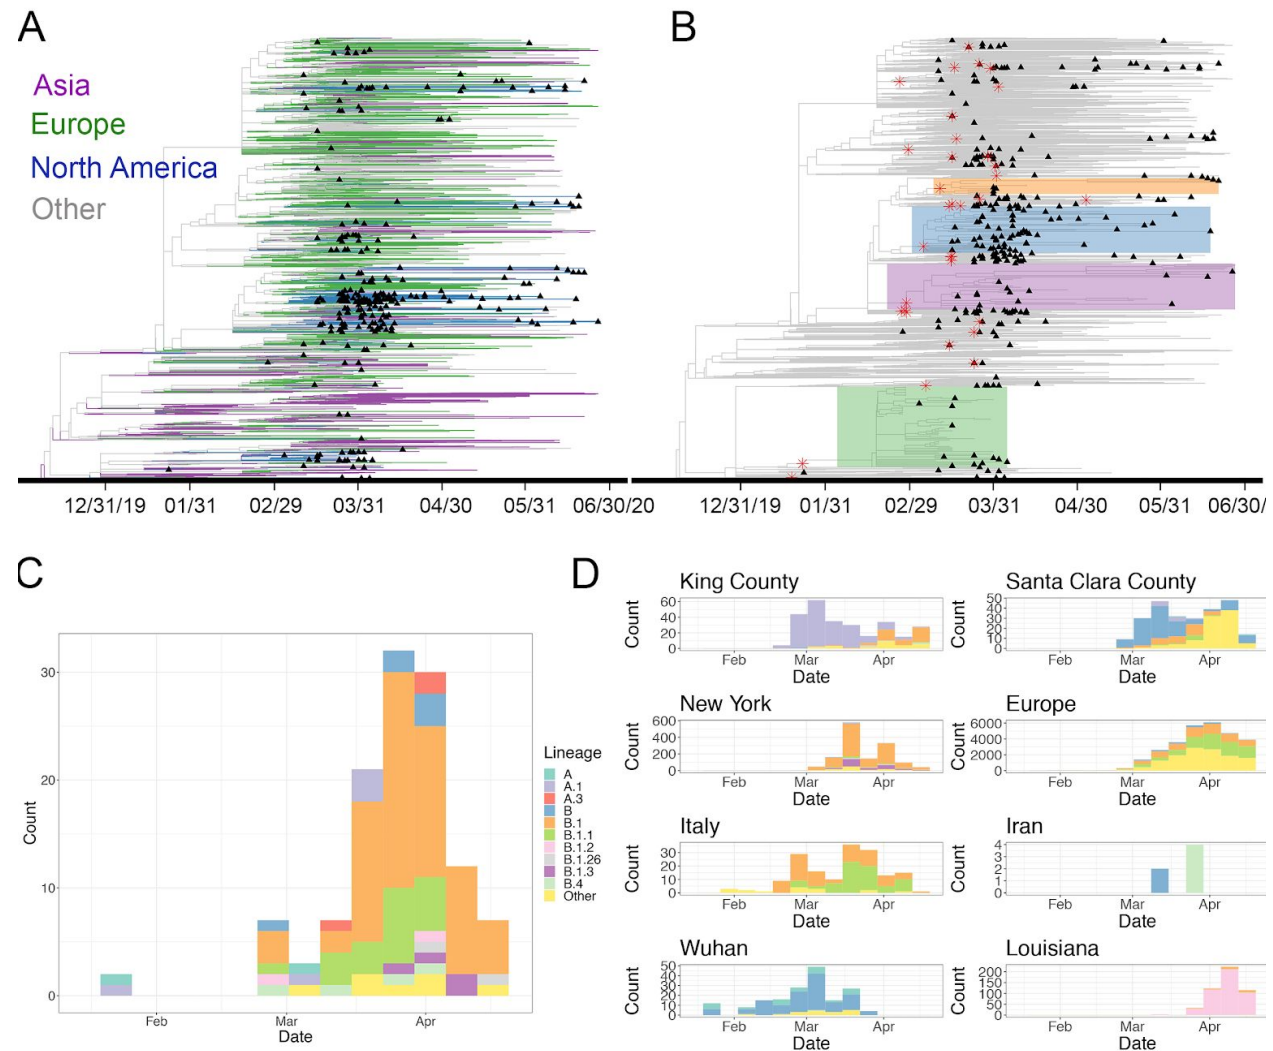 A
B
Asia
Europe
North America
Other
12/31/19 01/31 02/29 03/31 04/30 05/31 06/30/20
12/31/19 01/31 02/29 03/31 04/30 05/31 06/30/
C
D
Count
30
20
10
0
Feb Mar Apr
Date
Lineage
A
A.1
A.3
B
B.1
B.1.1
B.1.2
B.1.26
B.1.3
B.4
Other
King County
Count
60
40
20
0
Feb Mar Apr
Date
Santa Clara County
Count
50
40
30
20
10
0
Feb Mar Apr
Date
New York
Count
600
400
200
0
Feb Mar Apr
Date
Europe
Count
6000
4000
2000
0
Feb Mar Apr
Date
Italy
Count
30
20
10
0
Feb Mar Apr
Date
Iran
Count
4
3
2
1
0
Feb Mar Apr
Date
Wuhan
Count
50
40
30
20
10
0
Feb Mar Apr
Date
Louisiana
Count
200
150
100
50
0
Feb Mar Apr
Date